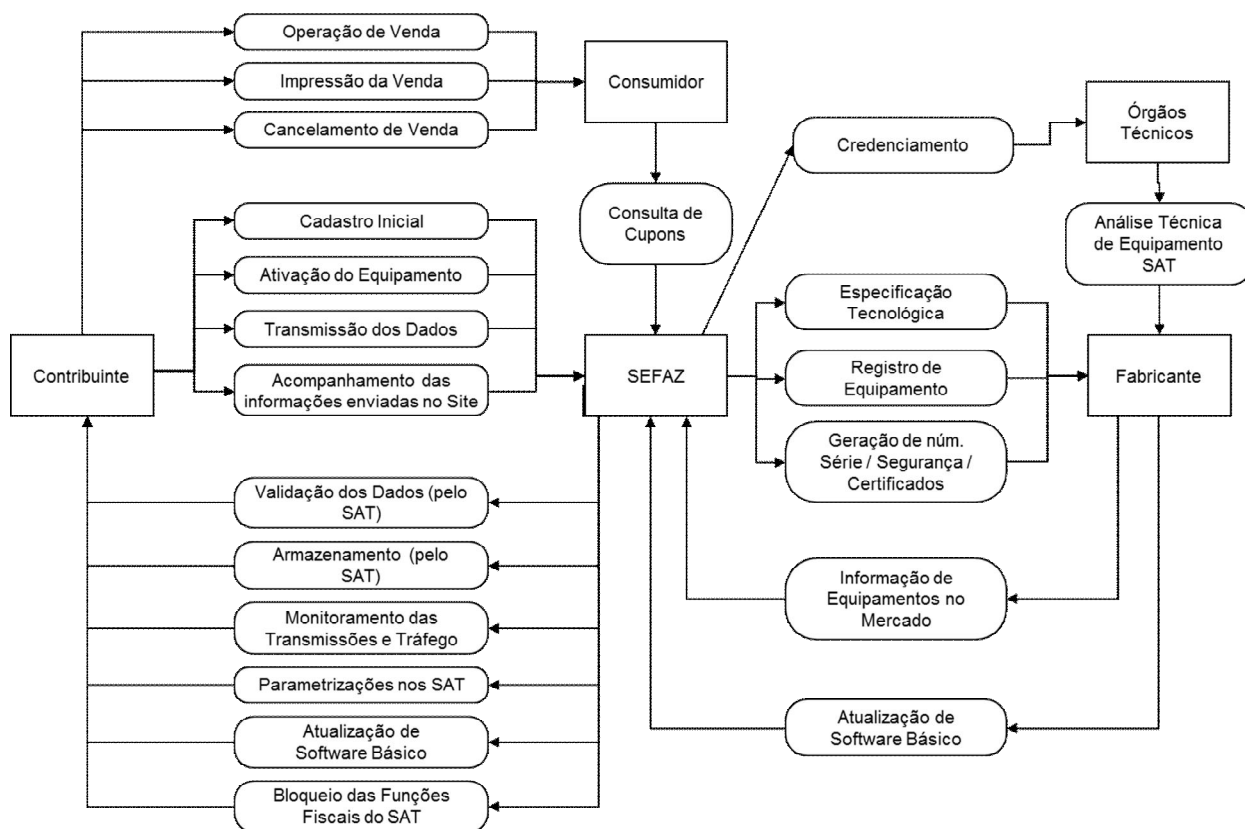 Operação de Venda
Impressão da Venda
Cancelamento de Venda
Consumidor
Credenciamento
Órgãos
Técnicos
Consulta de
Cupons
Análise Técnica
de Equipamento
SAT
Cadastro Inicial
Ativação do Equipamento
Transmissão dos Dados
Acompanhamento das
informações enviadas no Site
Contribuinte
SEFAZ
Especificação
Tecnológica
Registro de
Equipamento
Geração de núm.
Série / Segurança /
Certificados
Fabricante
Validação dos Dados (pelo
SAT)
Armazenamento (pelo
SAT)
Monitoramento das
Transmissões e Tráfego
Parametrizações nos SAT
Atualização de
Software Básico
Bloqueio das Funções
Fiscais do SAT
Informação de
Equipamentos no
Mercado
Atualização de
Software Básico